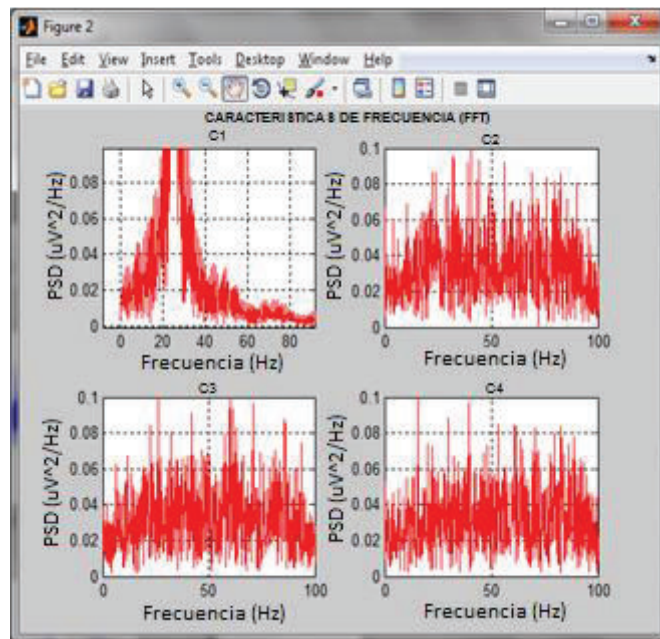 Figure 2
File Edit View Insert Tools Desktop Window Help
CARACTERISTICAS DE FRECUENCIA (FFT)
C1
C2
PSD (uV^2/Hz)
0.08
0.06
0.04
0.02
0
0 20 40 60 80
Frecuencia (Hz)
PSD (uV^2/Hz)
0.1
0.08
0.06
0.04
0.02
0
0 50 100
Frecuencia (Hz)
C3
C4
PSD (uV^2/Hz)
0.1
0.08
0.06
0.04
0.02
0
0 50 100
Frecuencia (Hz)
PSD (uV^2/Hz)
0.1
0.08
0.06
0.04
0.02
0
0 50 100
Frecuencia (Hz)